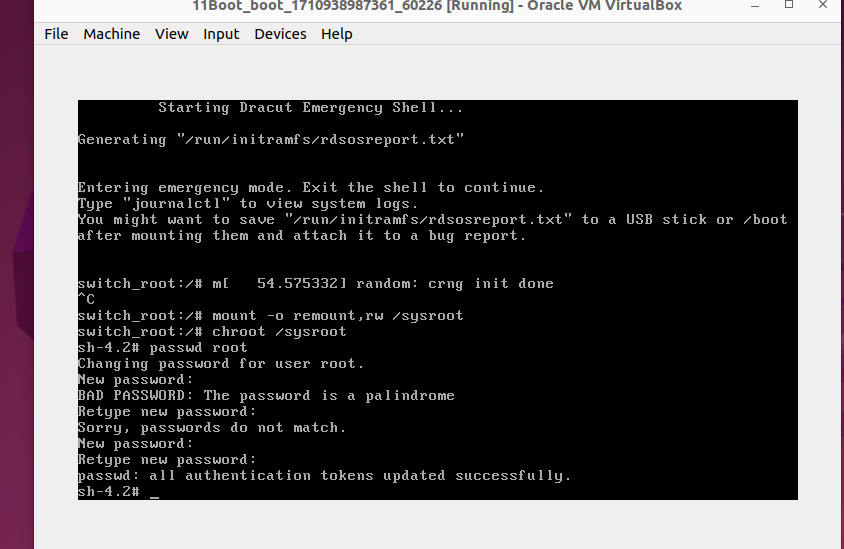 11Boot_boot_1710938987361_60226 [Running] - Oracle VM VirtualBox
File Machine View Input Devices Help
Starting Dracut Emergency Shell...
Generating "/run/initramfs/rdsosreport.txt"
Entering emergency mode. Exit the shell to continue.
Type "journalctl" to view system logs.
You might want to save "/run/initramfs/rdsosreport.txt" to a USB stick or /boot
after mounting them and attach it to a bug report.
switch_root:/# m[   54.575332] random: crng init done
^C
switch_root:/# mount -o remount,rw /sysroot
switch_root:/# chroot /sysroot
sh-4.2# passwd root
Changing password for user root.
New password:
BAD PASSWORD: The password is a palindrome
Retype new password:
Sorry, passwords do not match.
New password:
Retype new password:
passwd: all authentication tokens updated successfully.
sh-4.2# _